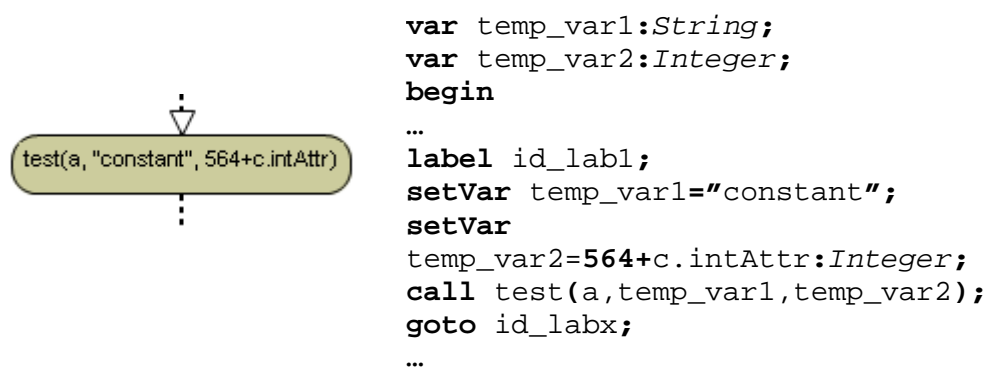 test(a, "constant", 564+c.intAttr)
var temp_var1:String;
var temp_var2:Integer;
begin
…
label id_lab1;
setVar temp_var1=”constant”;
setVar
temp_var2=564+c.intAttr:Integer;
call test(a,temp_var1,temp_var2);
goto id_labx;
…